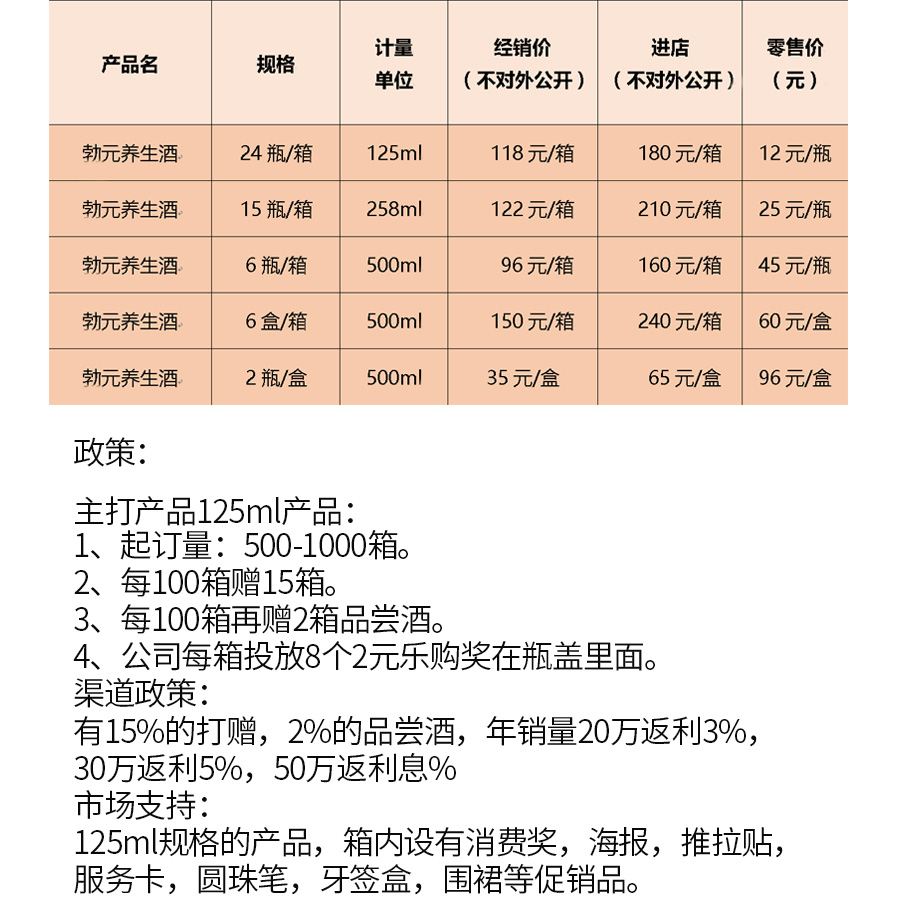 产品名 规格 计量单位 经销价（不对外公开） 进店（不对外公开） 零售价（元）
勃元养生酒 24 瓶/箱 125ml 118 元/箱 180 元/箱 12 元/瓶
勃元养生酒 15 瓶/箱 258ml 122 元/箱 210 元/箱 25 元/瓶
勃元养生酒 6 瓶/箱 500ml 96 元/箱 160 元/箱 45 元/瓶
勃元养生酒 6 盒/箱 500ml 150 元/箱 240 元/箱 60 元/盒
勃元养生酒 2 瓶/盒 500ml 35 元/盒 65 元/盒 96 元/盒
政策：
主打产品125ml产品：
1、起订量：500-1000箱。
2、每100箱赠15箱。
3、每100箱再赠2箱品尝酒。
4、公司每箱投放8个2元乐购奖在瓶盖里面。
渠道政策：
有15%的打赠，2%的品尝酒，年销量20万返利3%，
30万返利5%，50万返利息%
市场支持：
125ml规格的产品，箱内设有消费奖，海报，推拉贴，
服务卡，圆珠笔，牙签盒，围裙等促销品。